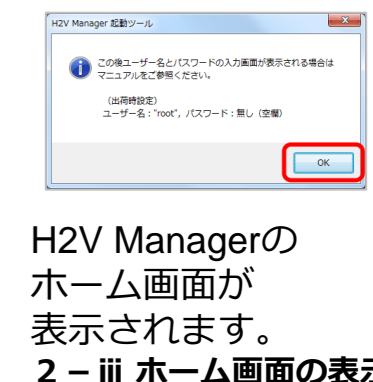 H2V Manager 起動ツール
この後ユーザー名とパスワードの入力画面が表示される場合は
マニュアルをご参照ください。
（出荷時設定）
ユーザー名："root"，パスワード：無し（空欄）
OK
H2V Managerの
ホーム画面が
表示されます。
2 – ⅲ ホーム画面の表示